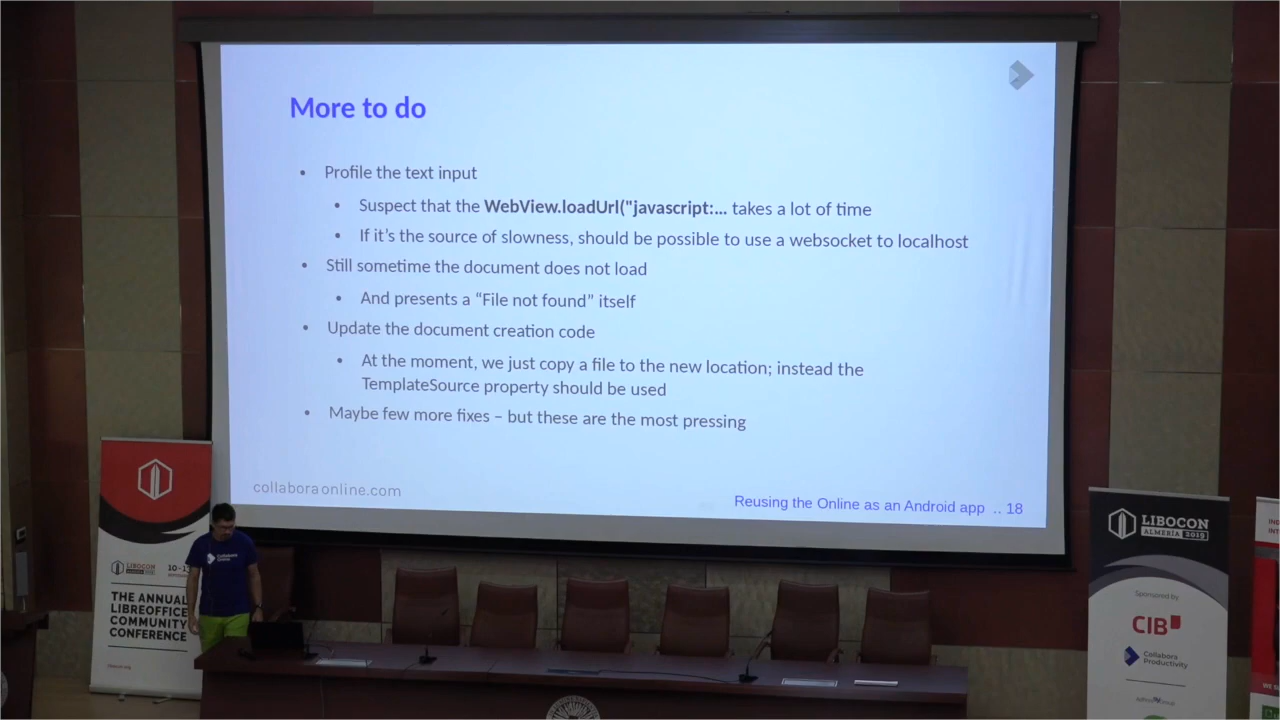 More to do
• Profile the text input
• Suspect that the WebView.loadUrl("javascript:... takes a lot of time
• If it's the source of slowness, should be possible to use a websocket to localhost
• Still sometime the document does not load
• And presents a “File not found” itself
• Update the document creation code
• At the moment, we just copy a file to the new location; instead the
TemplateSource property should be used
• Maybe few more fixes – but these are the most pressing
collaboraonline.com
Reusing the Online as an Android app .. 18
LIBOCON
10-1
THE ANNUAL
LIBREOFFICE
COMMUNITY
CONFERENCE
Collabora
Online
LIBOCON
ALMERIA 2019
Sponsored by
CIB
Collabora
Productivity